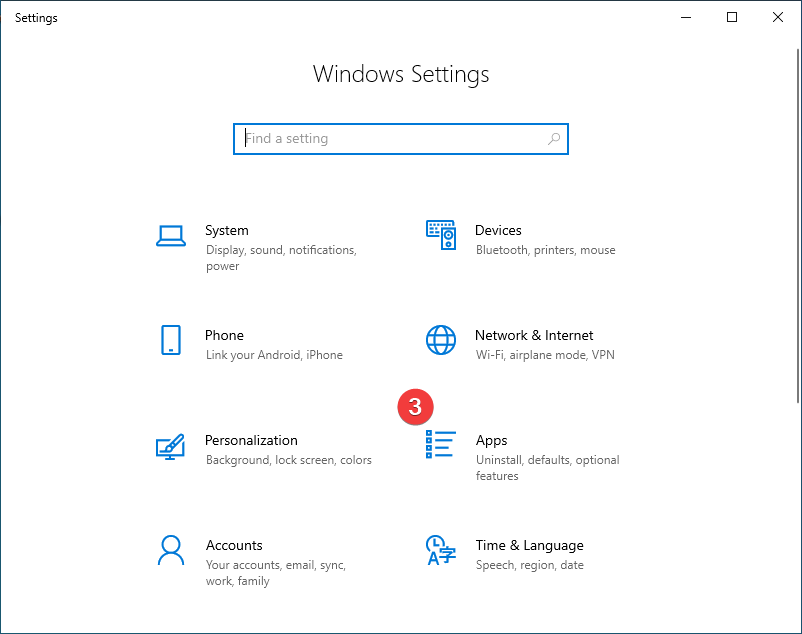 Settings
Windows Settings
Find a setting
System
Display, sound, notifications,
power
Devices
Bluetooth, printers, mouse
Phone
Link your Android, iPhone
Network & Internet
Wi-Fi, airplane mode, VPN
3
Personalization
Background, lock screen, colors
Apps
Uninstall, defaults, optional
features
Accounts
Your accounts, email, sync,
work, family
Time & Language
Speech, region, date